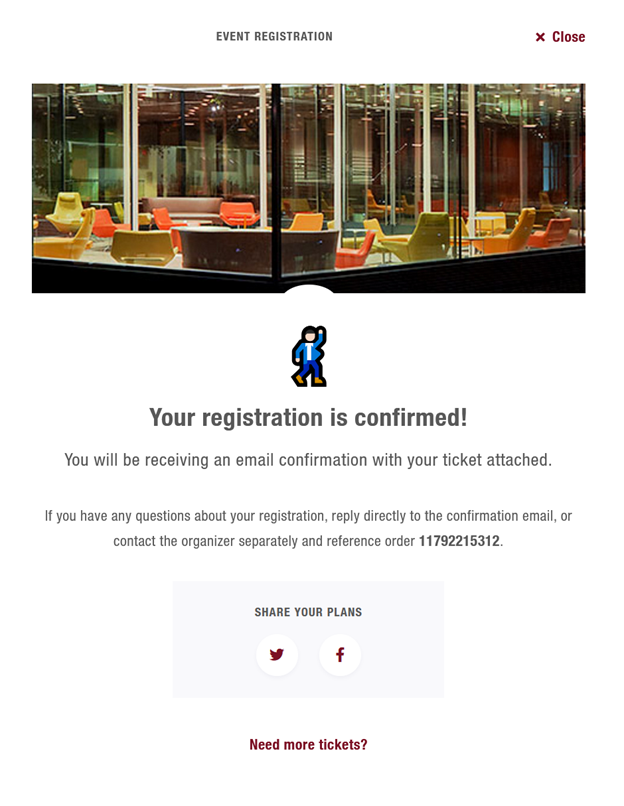 EVENT REGISTRATION
Close
Your registration is confirmed!
You will be receiving an email confirmation with your ticket attached.
If you have any questions about your registration, reply directly to the confirmation email, or
contact the organizer separately and reference order 11792215312.
SHARE YOUR PLANS
Need more tickets?